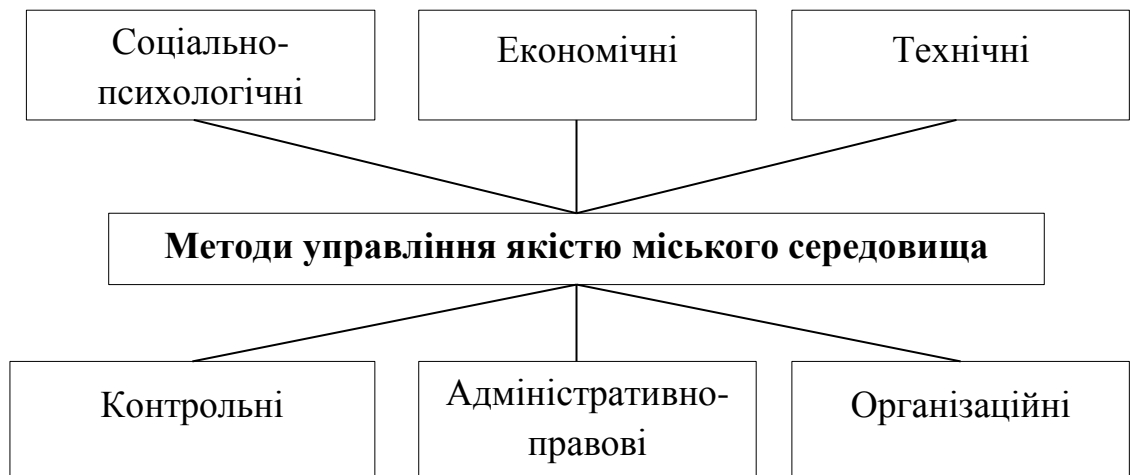 Соціально-
психологічні
Економічні
Технічні
Методи управління якістю міського середовища
Контрольні
Адміністративно-
правові
Організаційні